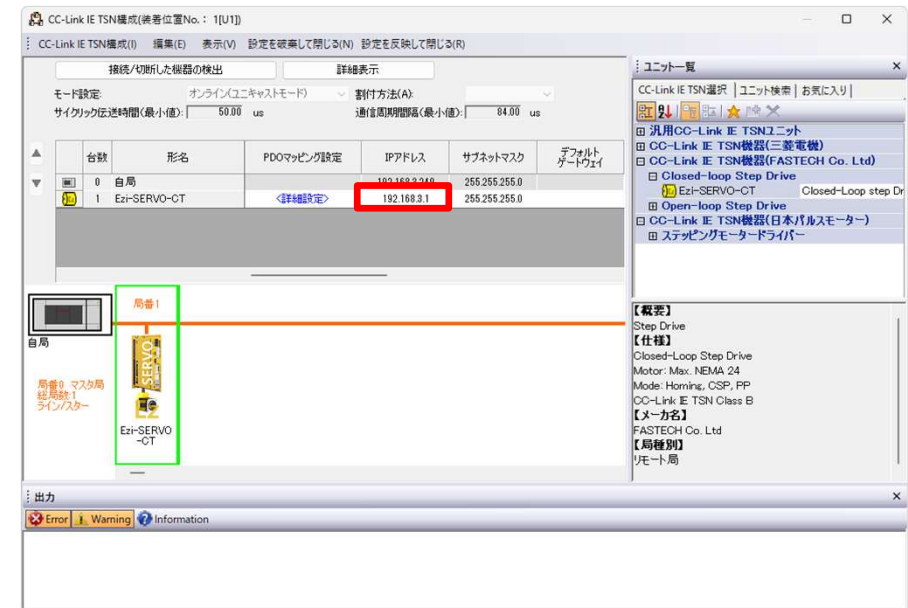 CC-Link IE TSN構成(装着位置No.： 1[U1])
CC-Link IE TSN構成(I) 編集(E) 表示(V) 設定を破棄して閉じる(N) 設定を反映して閉じる(R)
接続/切断した機器の検出 詳細表示
モード設定: オンライン(ユニキャストモード) 割付方法(A):
サイクリック伝送時間(最小値): 50.00 us 通信周期間隔(最小値): 84.00 us
台数 形名 PDOマッピング設定 IPアドレス サブネットマスク デフォルト
ゲートウェイ
0 自局 255.255.255.0
1 Ezi-SERVO-CT <詳細設定> 192.168.3.1 255.255.255.0
局番1
自局
局番0 マスタ局
総局数:1
ライン/スター
SERVO
Ezi-SERVO
-CT
ユニット一覧
CC-Link IE TSN選択 ユニット検索 お気に入り
汎用CC-Link IE TSNユニット
CC-Link IE TSN機器(三菱電機)
CC-Link IE TSN機器(FASTECH Co. Ltd)
Closed-loop Step Drive
Ezi-SERVO-CT Closed-Loop step Dr
Open-loop Step Drive
CC-Link IE TSN機器(日本パルスモーター)
ステッピングモータードライバー
【概要】
Step Drive
【仕様】
Closed-Loop Step Drive
Motor: Max. NEMA 24
Mode: Homing, CSP, PP
CC-Link IE TSN Class B
【メーカ名】
FASTECH Co. Ltd
【局種別】
リモート局
出力
Error Warning Information